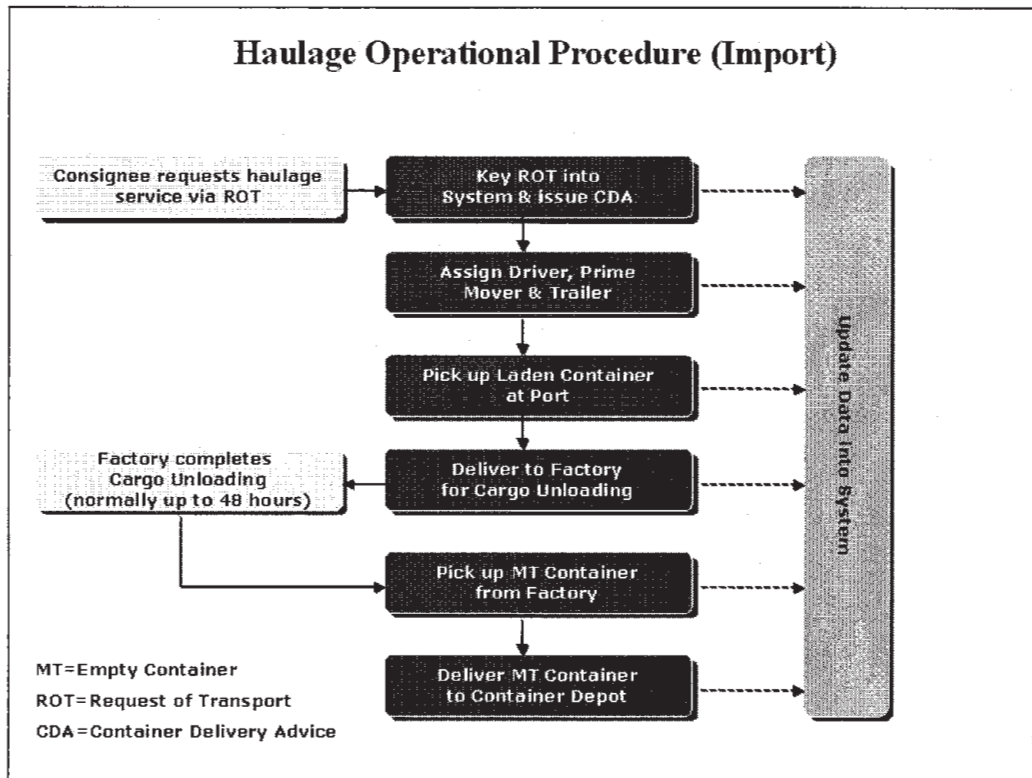 Haulage Operational Procedure (Import)
Consignee requests haulage
service via ROT
Key ROT into
System & issue CDA
Assign Driver, Prime
Mover & Trailer
Pick up Laden Container
at Port
Deliver to Factory
for Cargo Unloading
Factory completes
Cargo Unloading
(normally up to 48 hours)
Pick up MT Container
from Factory
Deliver MT Container
to Container Depot
Update Data Into System
MT=Empty Container
ROT=Request of Transport
CDA=Container Delivery Advice